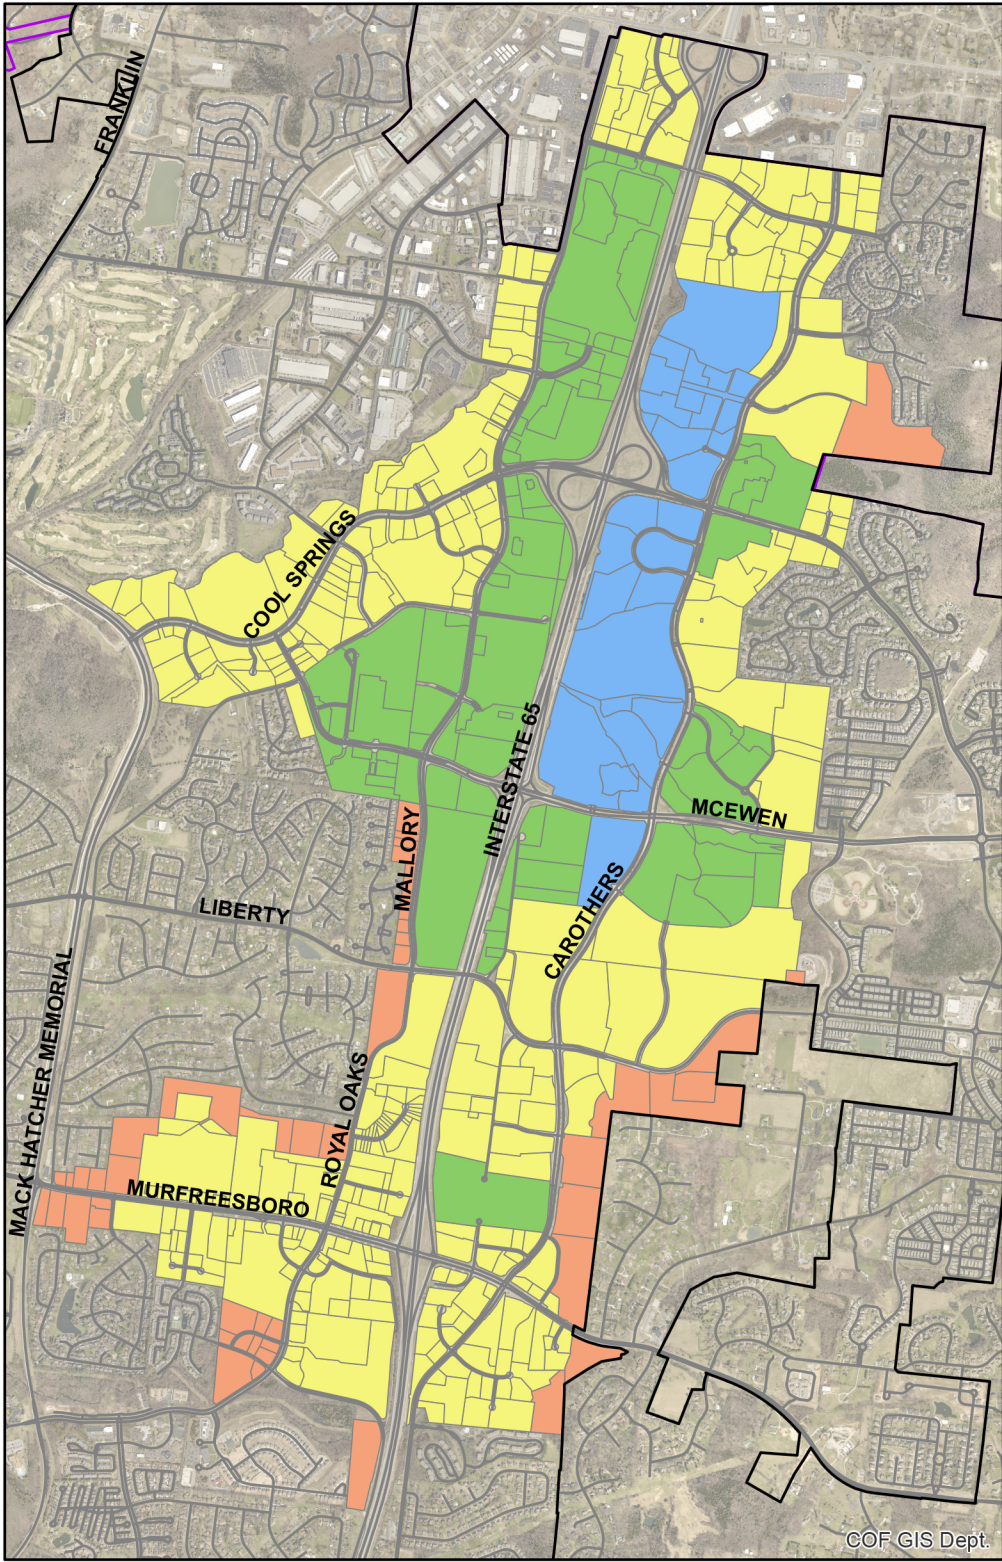 FRANKLIN
COOL SPRINGS
INTERSTATE 65
MCEWEN
MALLORY
CAROTHERS
LIBERTY
MACK HATCHER MEMORIAL
ROYAL OAKS
MURFREESBORO
COF GIS Dept.